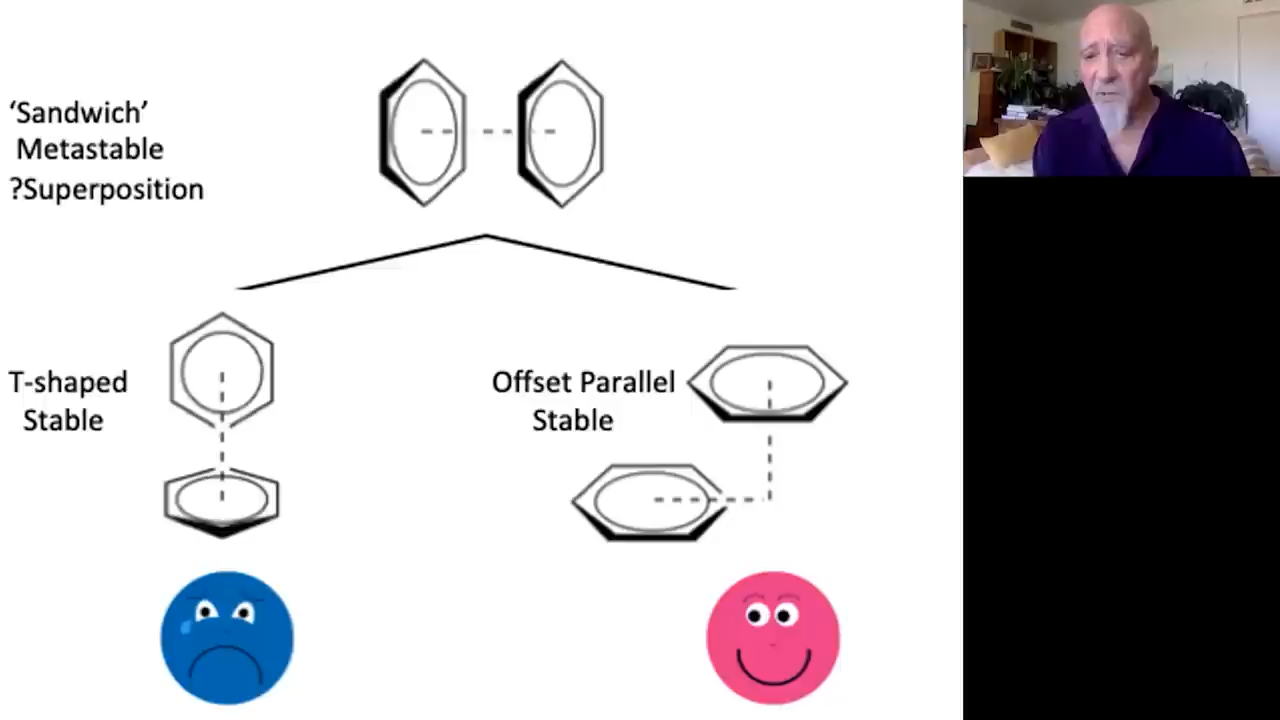 ‘Sandwich’
Metastable
?Superposition
T-shaped
Stable
Offset Parallel
Stable